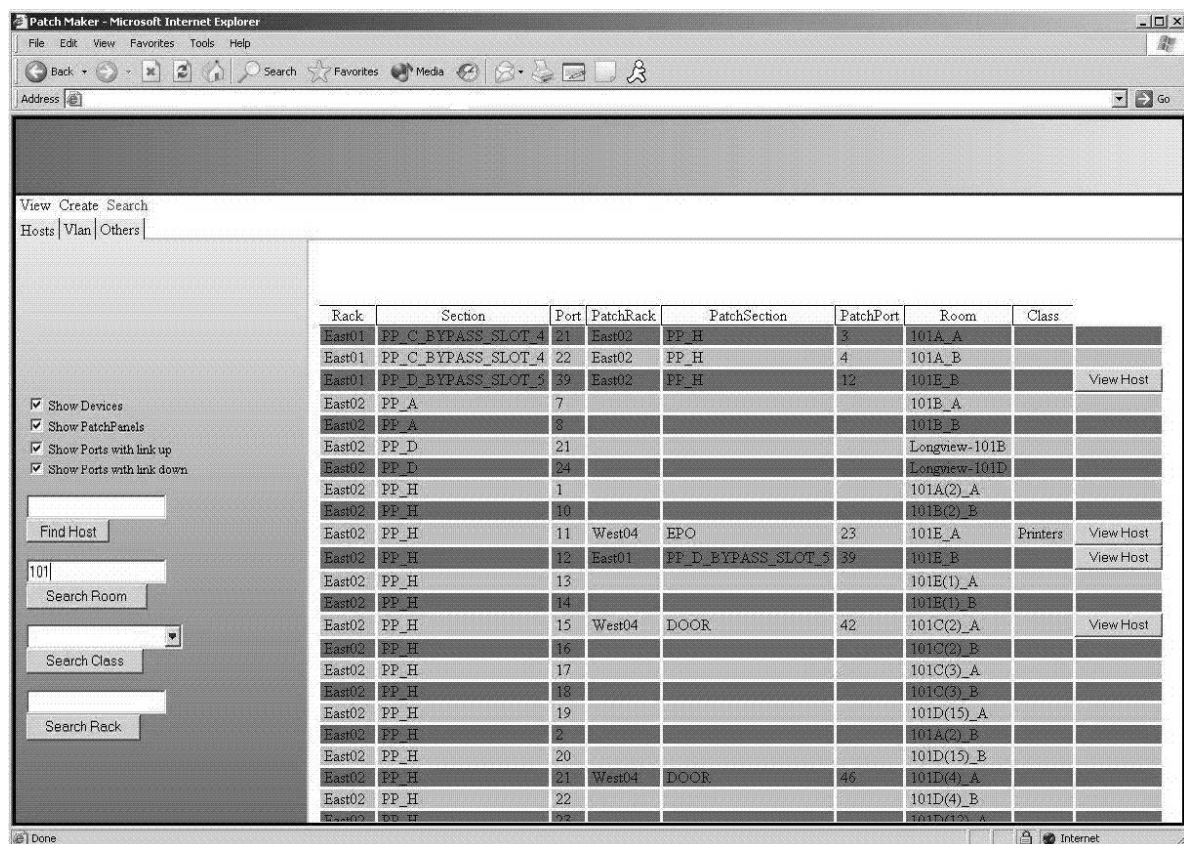 Patch Maker - Microsoft Internet Explorer
File Edit View Favorites Tools Help
Back Search Favorites Media
Address Go
View Create Search
Hosts Vlan Others
Rack Section Port PatchRack PatchSection PatchPort Room Class
East01 PP_C_BYPASS_SLOT_4 21 East02 PP_H 3 101A_A
East01 PP_C_BYPASS_SLOT_4 22 East02 PP_H 4 101A_B
East01 PP_D_BYPASS_SLOT_5 39 East02 PP_H 12 101E_B View Host
Show Devices East02 PP_A 7 101B_A
Show PatchPanels East02 PP_A 8 101B_B
Show Ports with link up East02 PP_D 21 Longview-101B
Show Ports with link down East02 PP_D 24 Longview-101D
East02 PP_H 1 101A(2)_A
East02 PP_H 10 101B(2)_B
Find Host East02 PP_H 11 West04 EPO 23 101E_A Printers View Host
East02 PP_H 12 East01 PP_D_BYPASS_SLOT_5 39 101E_B View Host
101 East02 PP_H 13 101E(1)_A
Search Room East02 PP_H 14 101E(1)_B
East02 PP_H 15 West04 DOOR 42 101C(2)_A View Host
East02 PP_H 16 101C(2)_B
Search Class East02 PP_H 17 101C(3)_A
East02 PP_H 18 101C(3)_B
East02 PP_H 19 101D(15)_A
Search Rack East02 PP_H 2 101A(2)_B
East02 PP_H 20 101D(15)_B
East02 PP_H 21 West04 DOOR 46 101D(4)_A
East02 PP_H 22 101D(4)_B
East02 PP_H 23 101D(12)_A
Done Internet